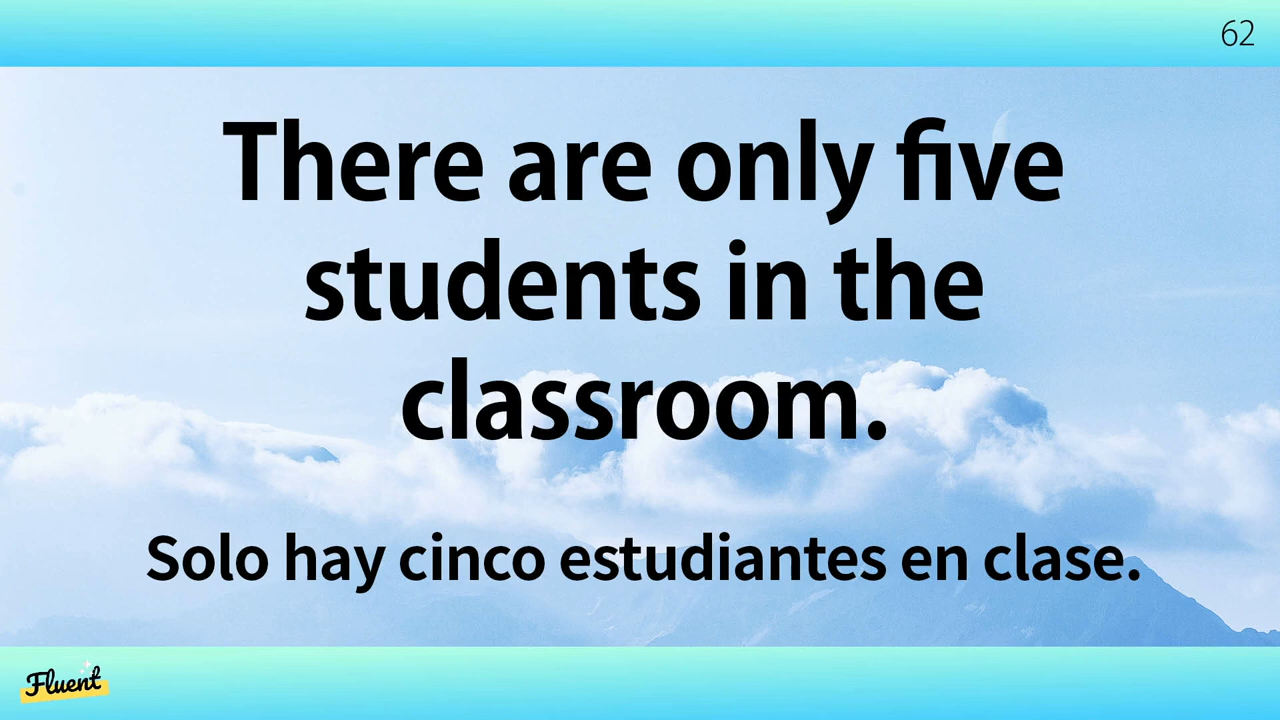 62
There are only five
students in the
classroom.
Solo hay cinco estudiantes en clase.
Fluent